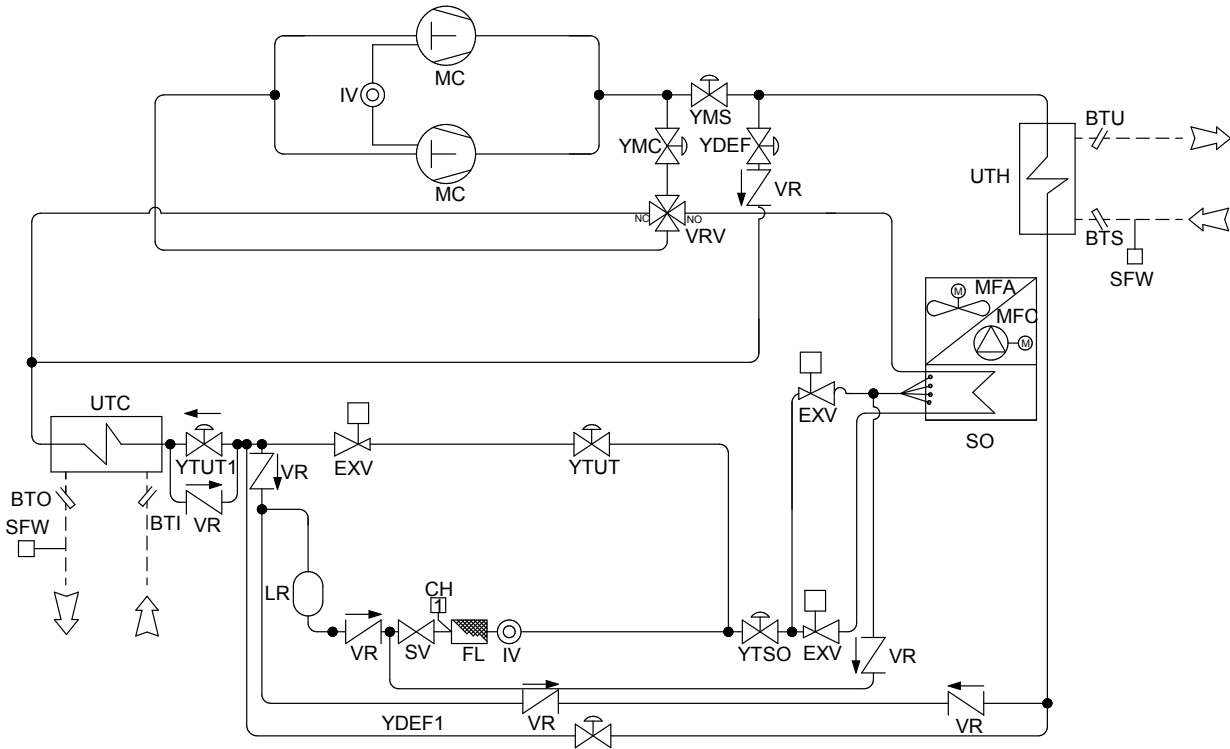 MC
IV
YMS
BTU
YMC
YDEF
UTH
MC
VR
NC
NO
VRV
BTS
SFW
MFA
M
MFC
M
UTC
EXV
SO
YTUT1
EXV
YTUT
VR
BTO
BTI
VR
SFW
LR
CH
1
VR
SV
FL
IV
YTSO
EXV
VR
YDEF1
VR
VR